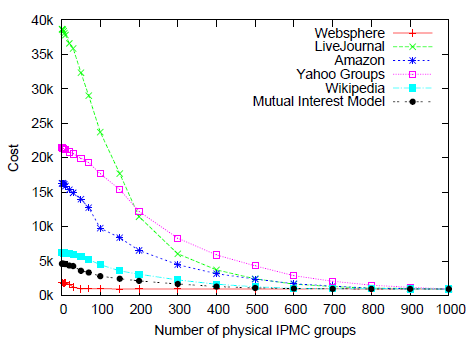 40k
35k
30k
25k
20k
15k
10k
5k
0k
Cost
Websphere
LiveJournal
Amazon
Yahoo Groups
Wikipedia
Mutual Interest Model
0 100 200 300 400 500 600 700 800 900 1000
Number of physical IPMC groups